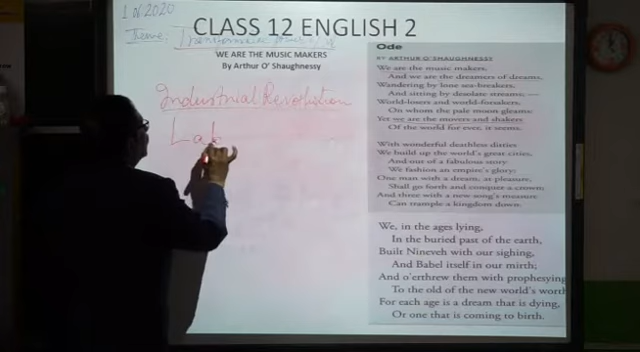 1 of 2020
CLASS 12 ENGLISH 2
Theme:
WE ARE THE MUSIC MAKERS
By Arthur O' Shaughnessy
Industrial Revolution
Lab
Ode
BY ARTHUR O'SHAUGHNESSY
We are the music makers,
And we are the dreamers of dreams,
Wandering by lone sea-breakers,
And sitting by desolate streams; —
World-losers and world-forsakers,
On whom the pale moon gleams:
Yet we are the movers and shakers
Of the world for ever, it seems.
With wonderful deathless ditties
We build up the world's great cities,
And out of a fabulous story
We fashion an empire's glory:
One man with a dream, at pleasure,
Shall go forth and conquer a crown;
And three with a new song's measure
Can trample a kingdom down.
We, in the ages lying,
In the buried past of the earth,
Built Nineveh with our sighing,
And Babel itself in our mirth;
And o'erthrew them with prophesying
To the old of the new world's worth
For each age is a dream that is dying,
Or one that is coming to birth.